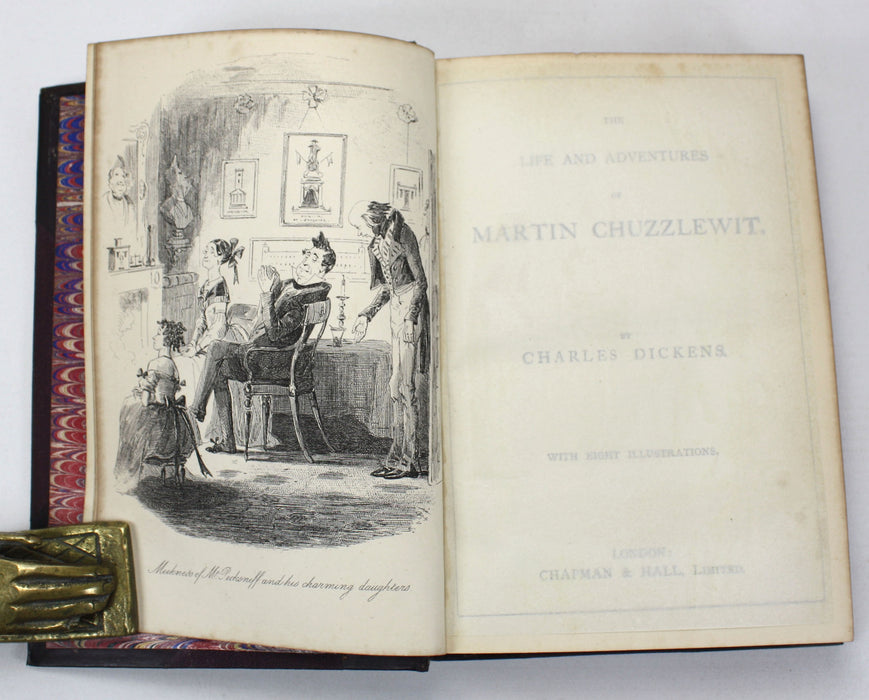 Meekness of Mr. Pecksniff and his charming daughters.
THE
LIFE AND ADVENTURES
OF
MARTIN CHUZZLEWIT.
BY
CHARLES DICKENS.
WITH EIGHT ILLUSTRATIONS.
LONDON:
CHAPMAN & HALL, LIMITED.